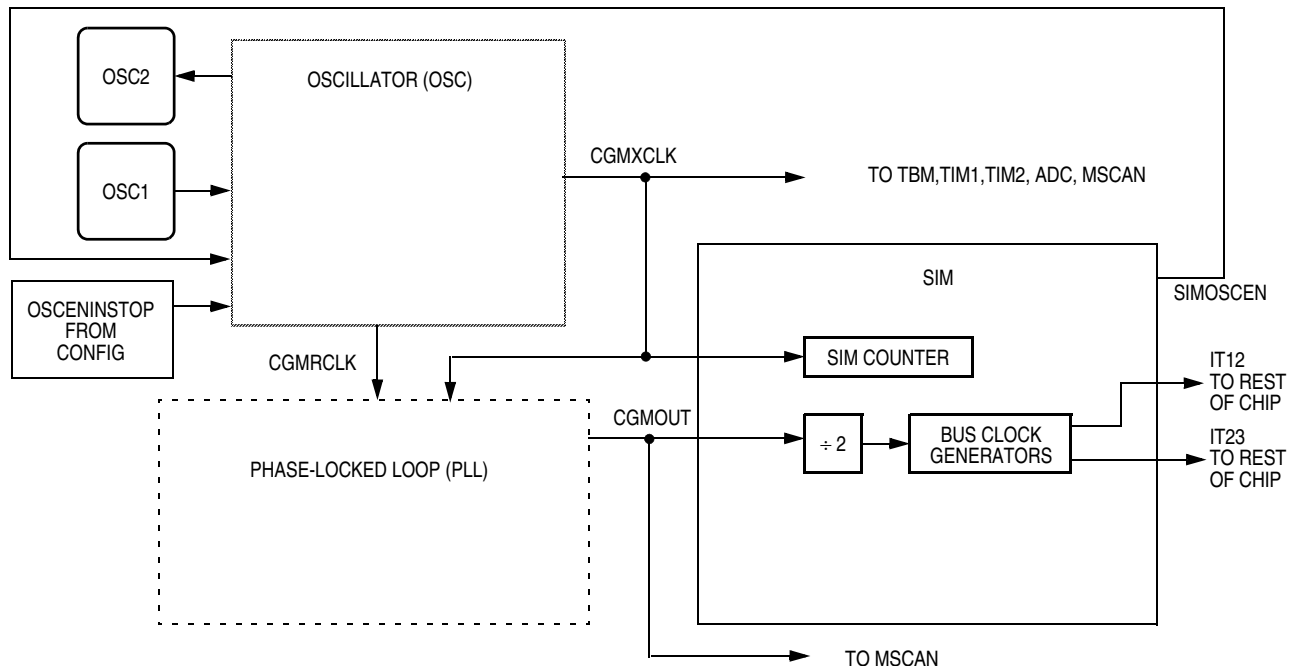 OSC2
OSCILLATOR (OSC)
CGMXCLK
OSC1
TO TBM,TIM1,TIM2, ADC, MSCAN
SIM
SIMOSCEN
OSCENINSTOP
FROM
CONFIG
CGMRCLK
SIM COUNTER
IT12
TO REST
OF CHIP
CGMOUT
÷ 2
BUS CLOCK
GENERATORS
IT23
TO REST
OF CHIP
PHASE-LOCKED LOOP (PLL)
TO MSCAN